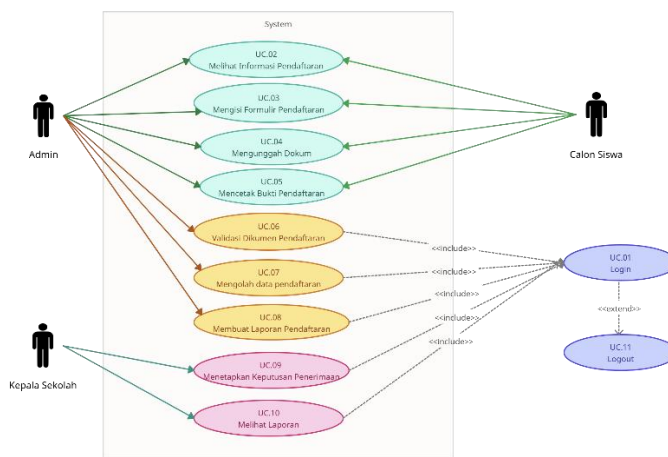 System
UC.02
Melihat Informasi Pendaftaran
UC.03
Mengisi Formulir Pendaftaran
Admin
Calon Siswa
UC.04
Mengunggah Dokum
UC.05
Mencetak Bukti Pendaftaran
UC.06
Validasi Dikumen Pendaftaran
<<include>>
UC.01
Login
UC.07
Mengolah data pendaftaran
<<include>>
UC.08
Membuat Laporan Pendaftaran
<<Include>>
<<extend>>
<<include>>
<<Include>>
UC.11
Logout
Kepala Sekolah
UC.09
Menetapkan Keputusan Penerimaan
UC.10
Melihat Laporan